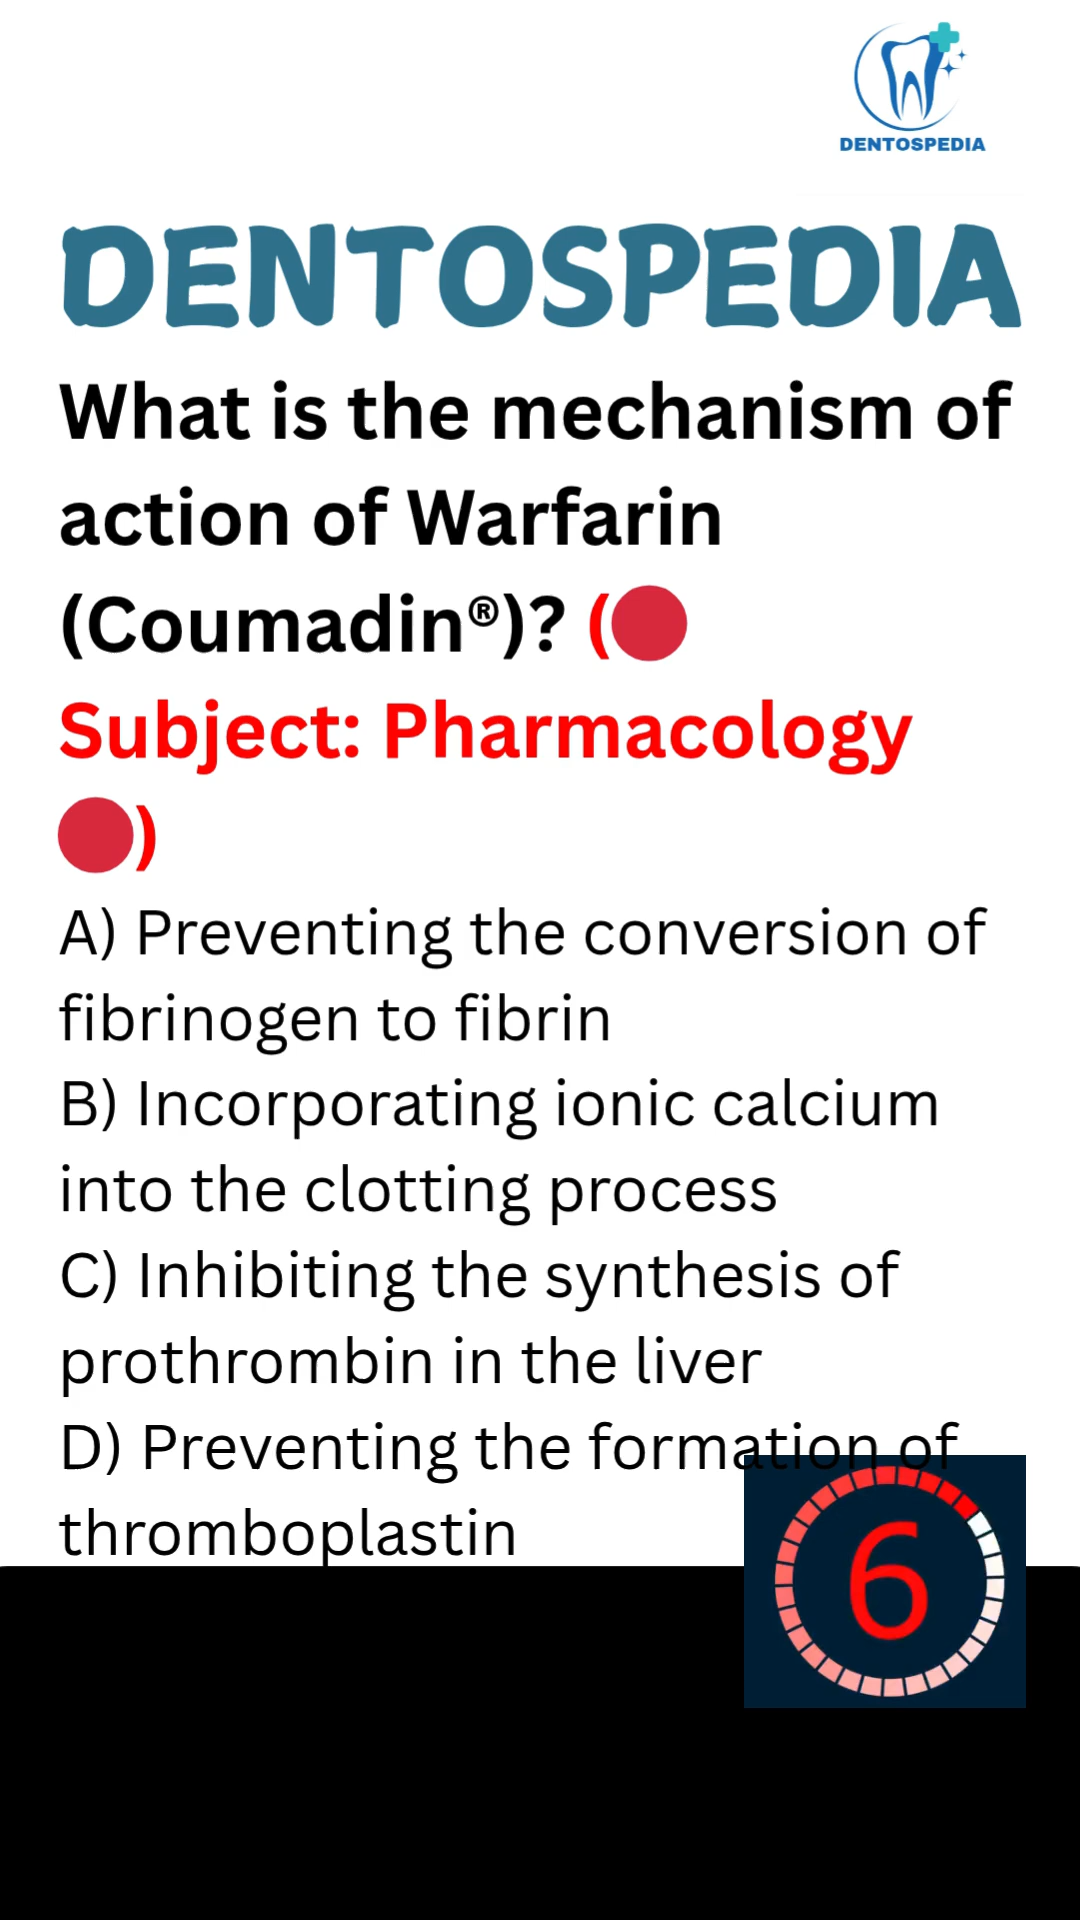 DENTOSPEDIA
DENTOSPEDIA
What is the mechanism of
action of Warfarin
(Coumadin®)? (🔴
Subject: Pharmacology
🔴)
A) Preventing the conversion of
fibrinogen to fibrin
B) Incorporating ionic calcium
into the clotting process
C) Inhibiting the synthesis of
prothrombin in the liver
D) Preventing the formation of
thromboplastin
6